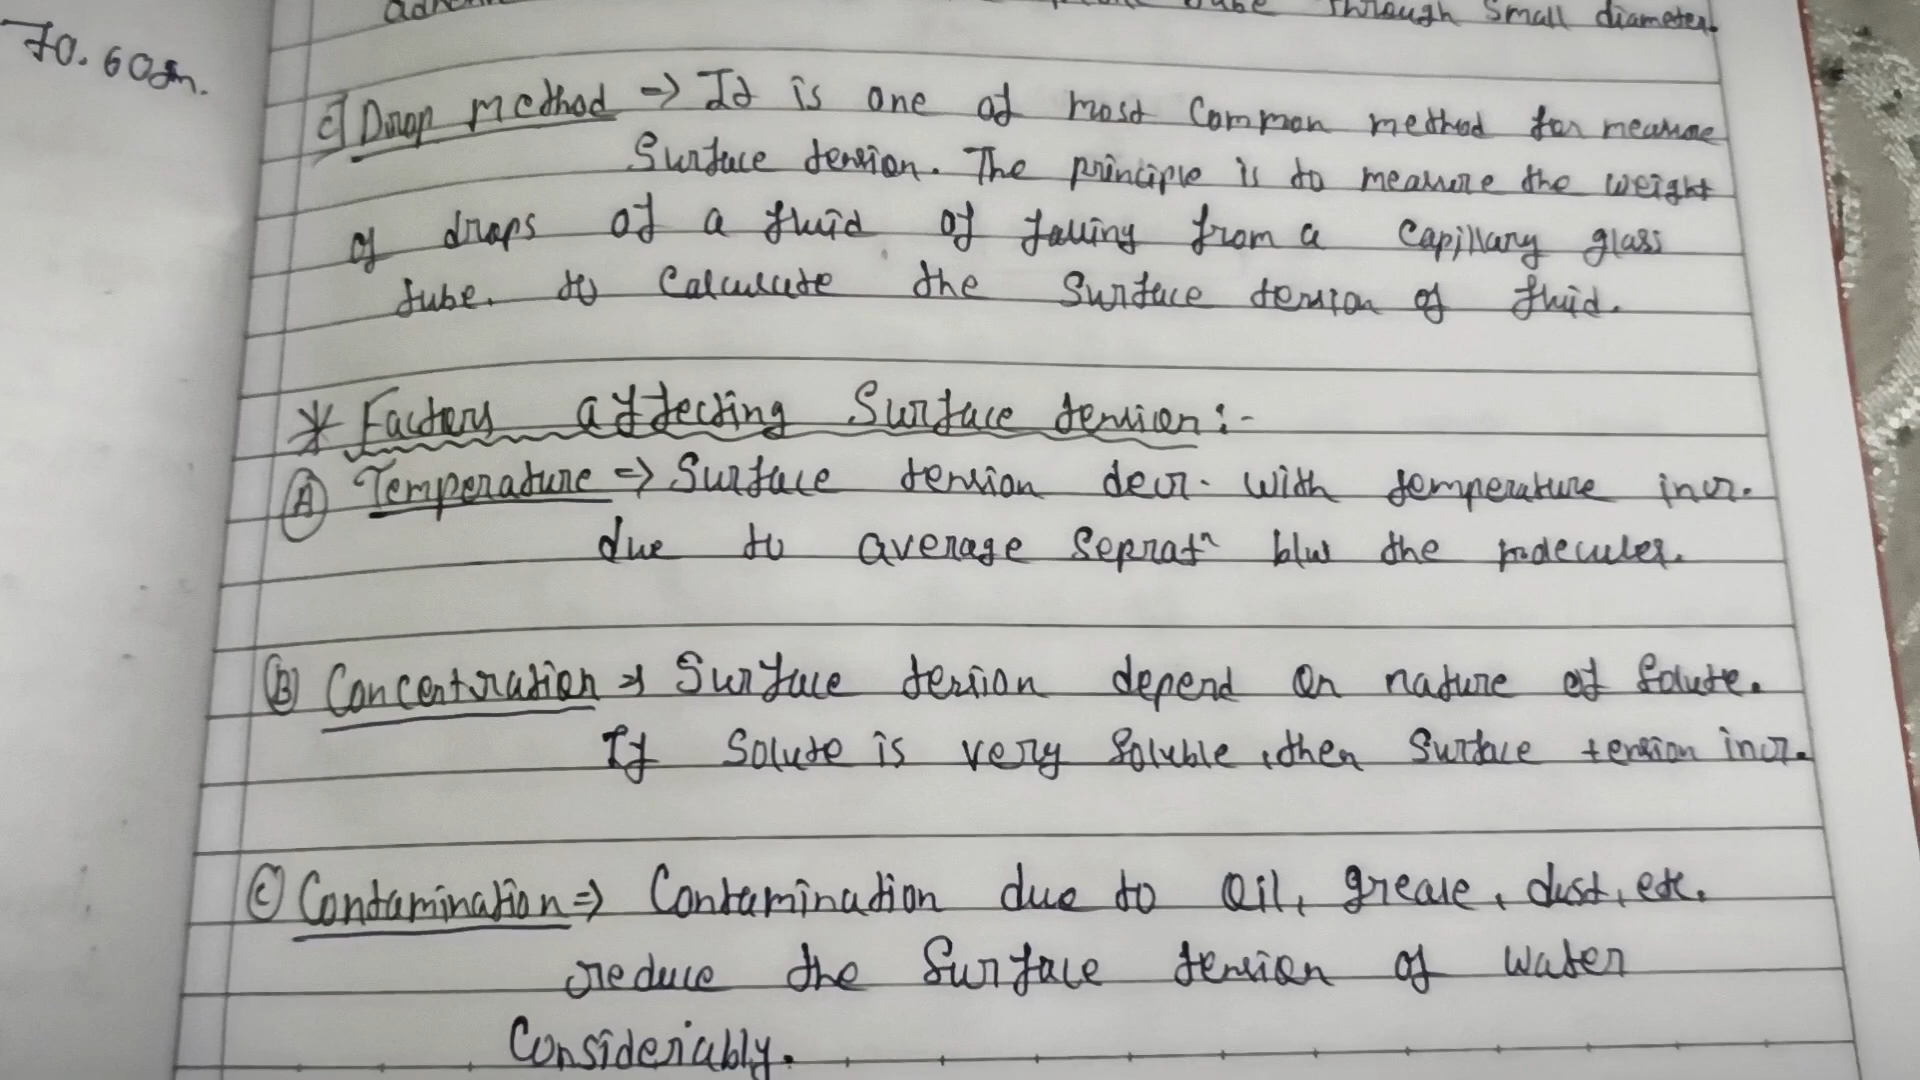 through small diameter.
70.60gm.
c] Drop method → It is one of most Common method for measure
Surface tension. The principle is to measure the weight
of drops of a fluid of falling from a Capillary glass
tube. to Calculate the Surface tension of fluid.
* Factors affecting Surface tension :-
(A) Temperature ⇒ Surface tension decr. with temperature incr.
due to average Sepratⁿ b/w the molecules.
(B) Concentration ⇒ Surface tension depend on nature of Solute.
If Solute is very Soluble, then Surface tension incr.
(C) Contamination ⇒ Contamination due to Oil, grease, dust, etc.
reduce the Surface tension of water
Consideriably.